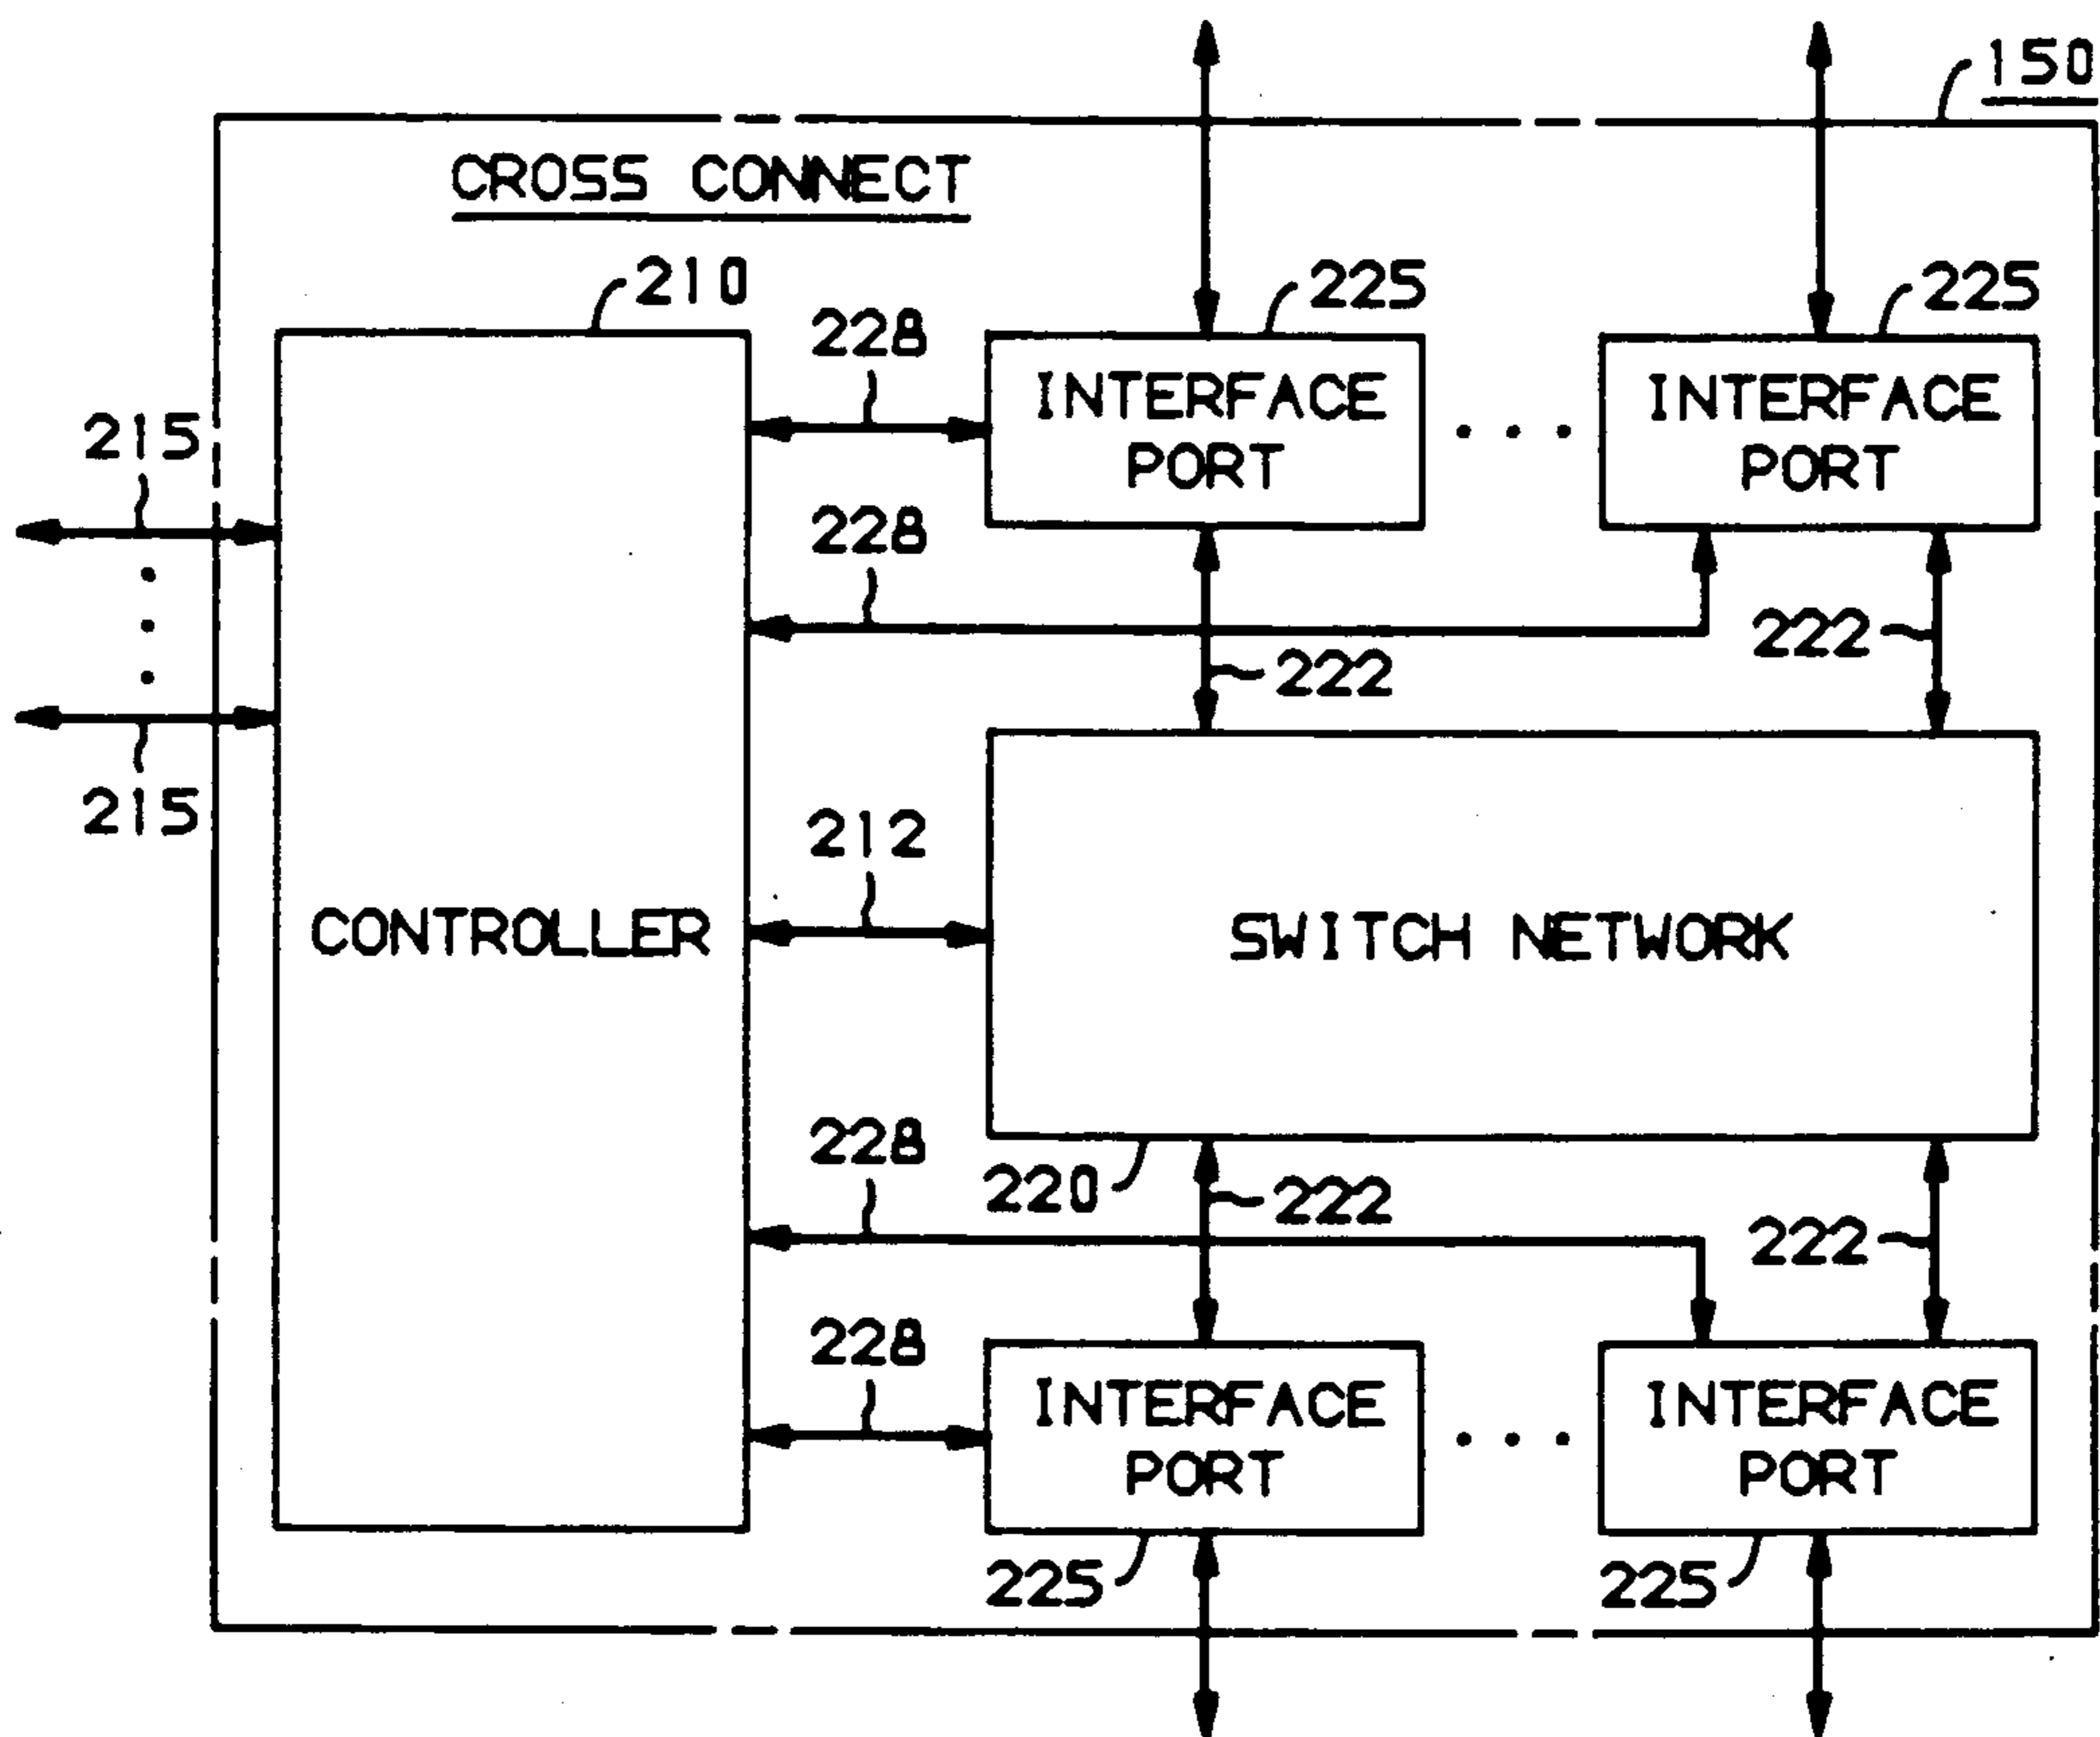 150
CROSS CONNECT
210
225
225
228
INTERFACE
PORT
INTERFACE
PORT
215
228
222
222
215
212
CONTROLLER
SWITCH NETWORK
228
220
222
222
228
INTERFACE
PORT
INTERFACE
PORT
225
225